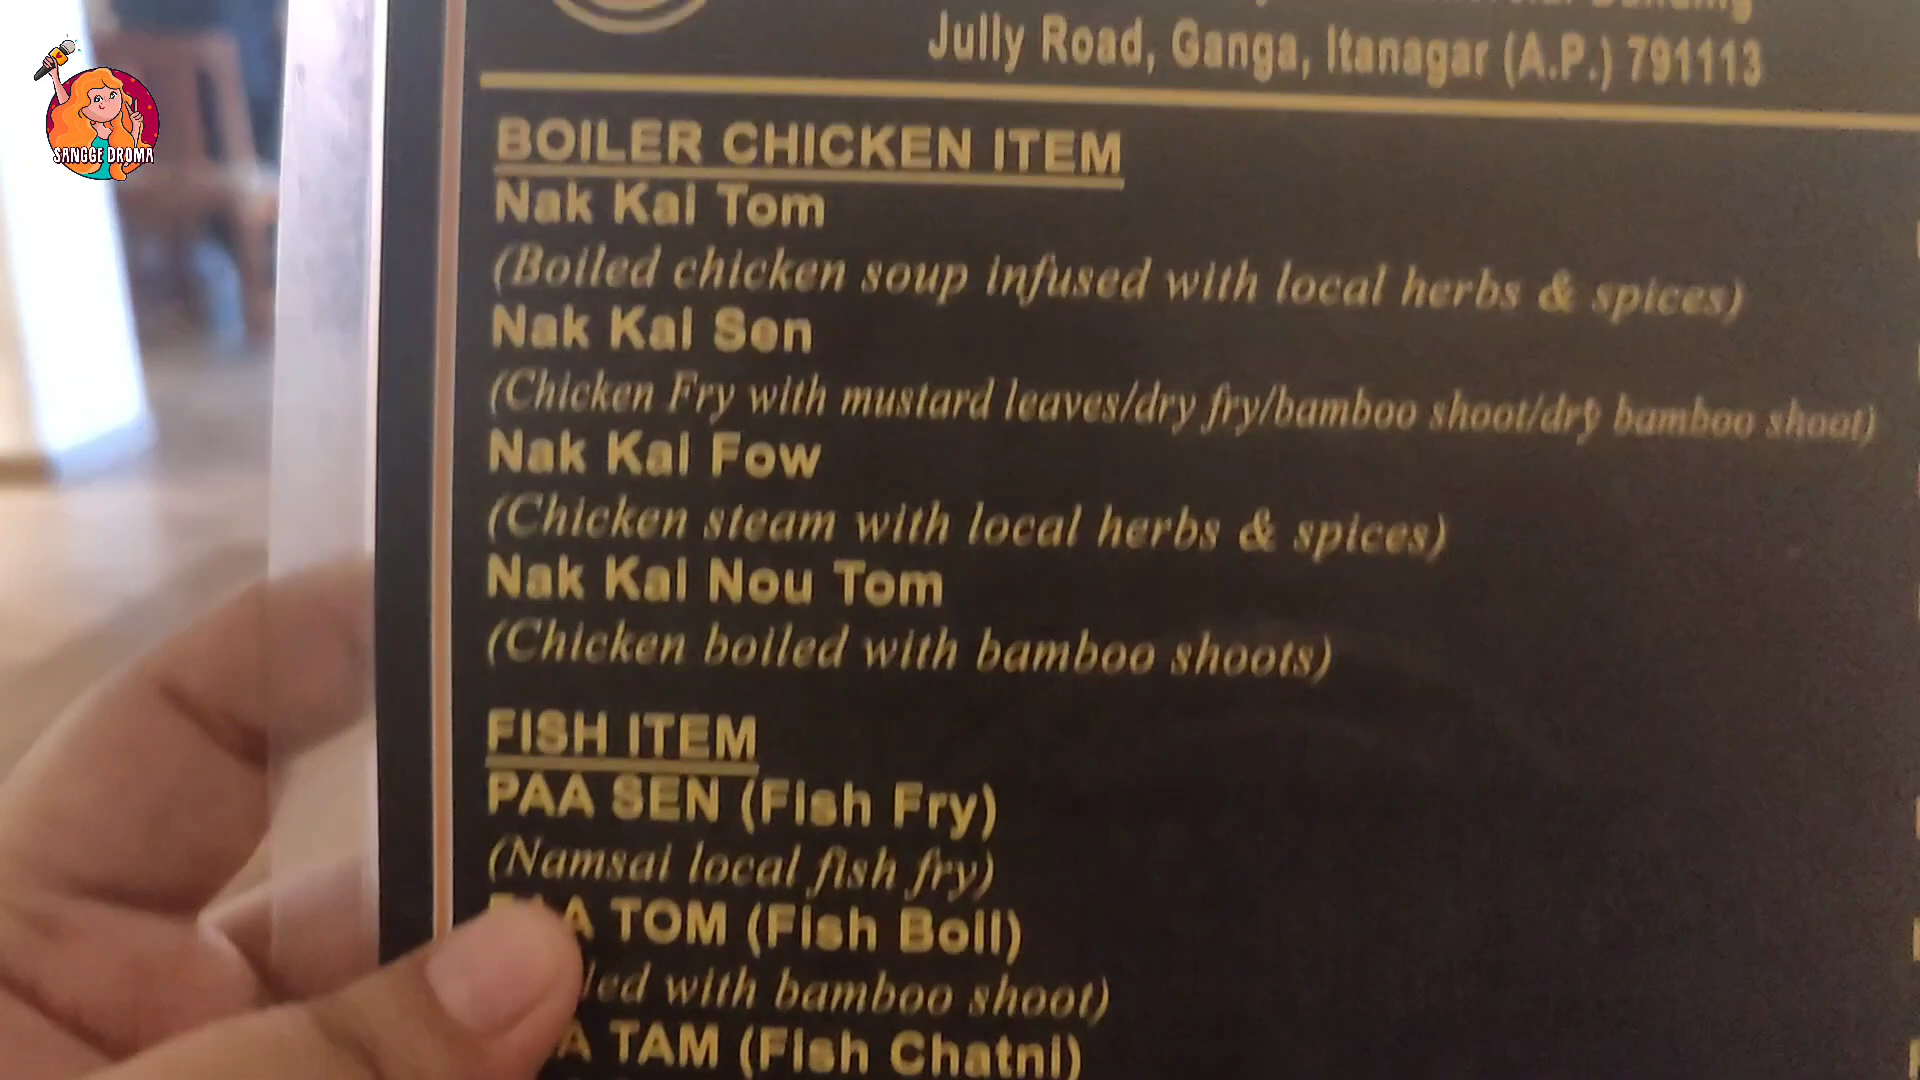 SANGGE DROMA
Jully Road, Ganga, Itanagar (A.P.) 791113
BOILER CHICKEN ITEM
Nak Kai Tom
(Boiled chicken soup infused with local herbs & spices)
Nak Kai Sen
(Chicken Fry with mustard leaves/dry fry/bamboo shoot/dry bamboo shoot)
Nak Kai Fow
(Chicken steam with local herbs & spices)
Nak Kai Nou Tom
(Chicken boiled with bamboo shoots)
FISH ITEM
PAA SEN (Fish Fry)
(Namsai local fish fry)
TOM (Fish Boil)
with bamboo shoot)
TAM (Fish Chatni)